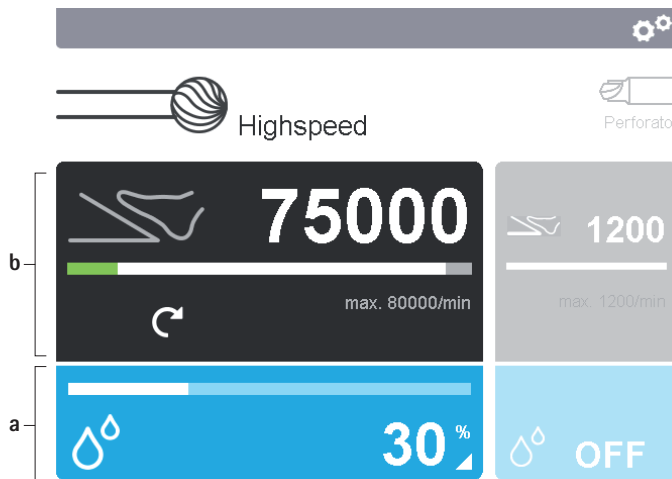 Highspeed
Perforato
b
75000
max. 80000/min
1200
max. 1200/min
a
30 %
OFF